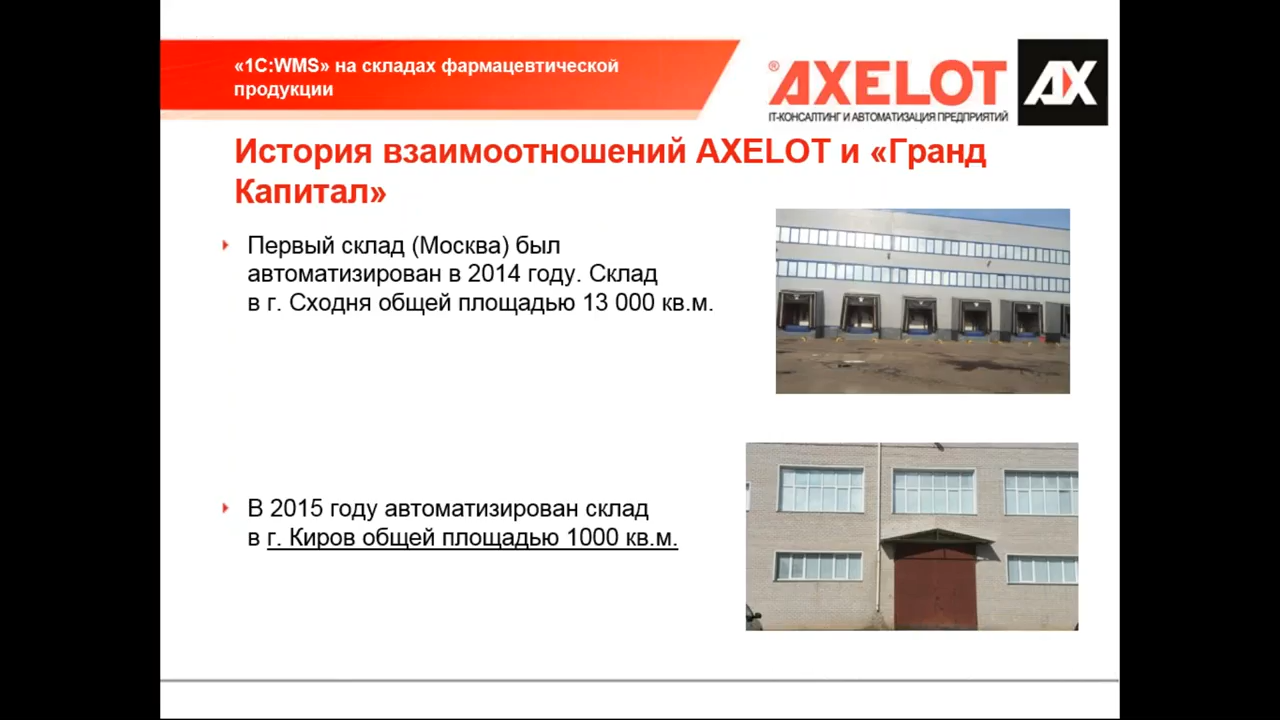 «1С:WMS» на складах фармацевтической
продукции
®AXELOT
AX
IT-КОНСАЛТИНГ И АВТОМАТИЗАЦИЯ ПРЕДПРИЯТИЙ
История взаимоотношений AXELOT и «Гранд
Капитал»
Первый склад (Москва) был
автоматизирован в 2014 году. Склад
в г. Сходня общей площадью 13 000 кв.м.
В 2015 году автоматизирован склад
в г. Киров общей площадью 1000 кв.м.